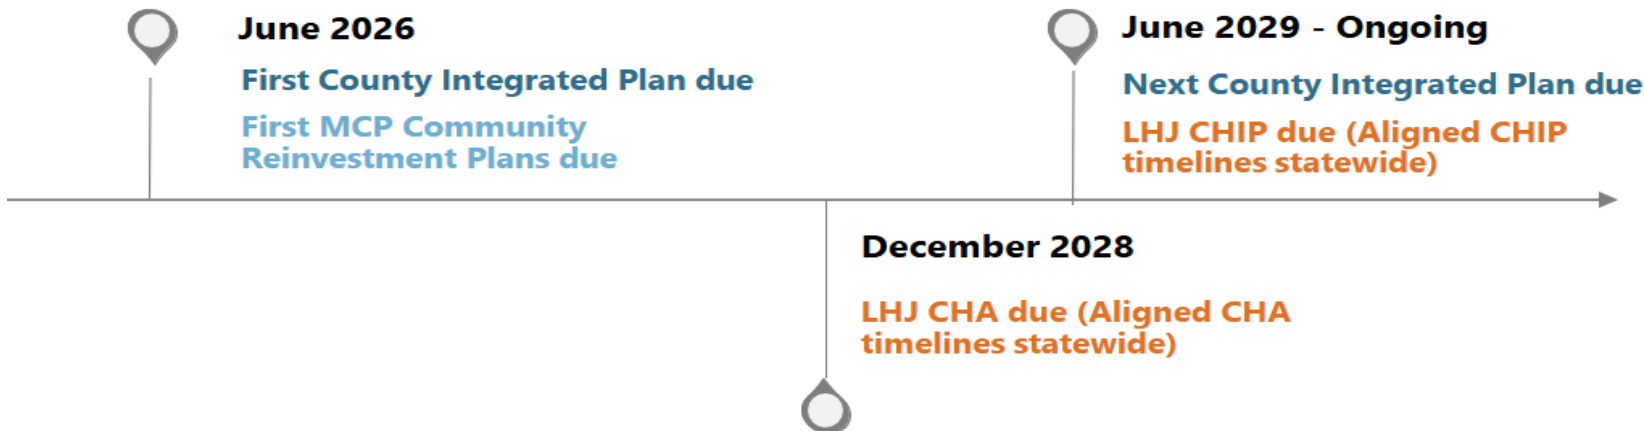 June 2026
First County Integrated Plan due
First MCP Community
Reinvestment Plans due
December 2028
LHJ CHA due (Aligned CHA
timelines statewide)
June 2029 - Ongoing
Next County Integrated Plan due
LHJ CHIP due (Aligned CHIP
timelines statewide)